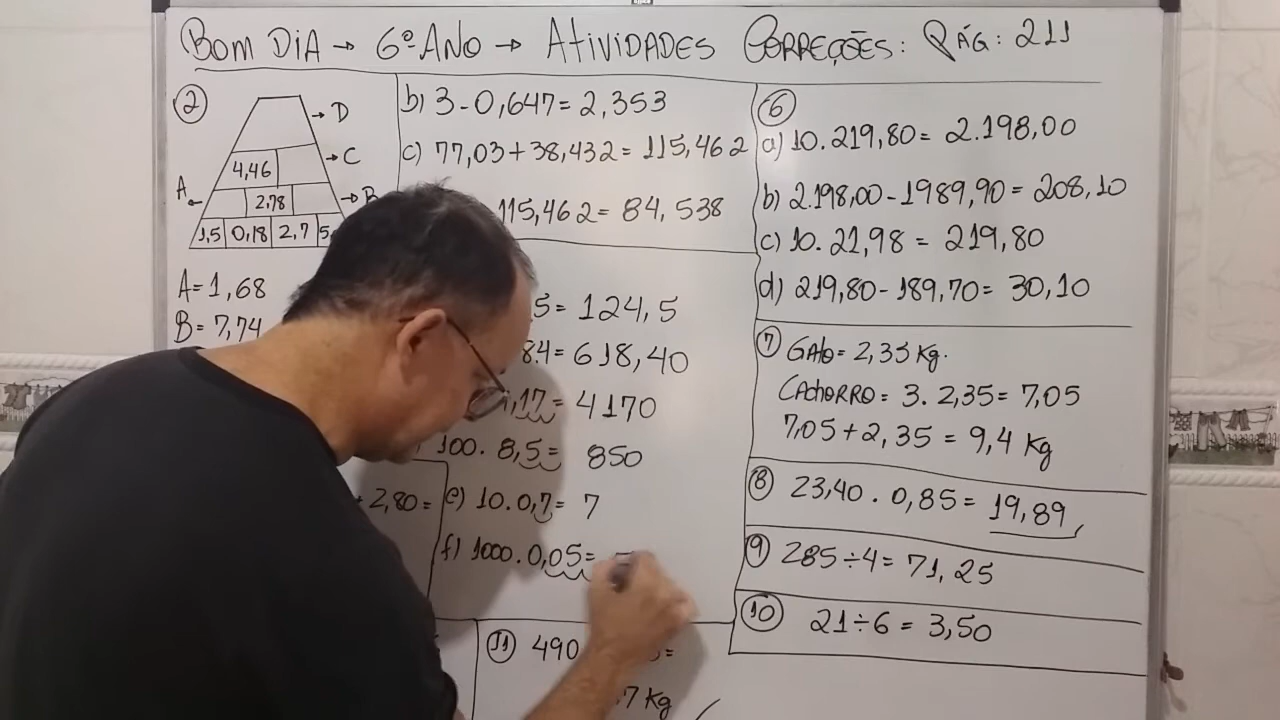 BOM DIA → 6º ANO → ATIVIDADES CORREÇÕES: PÁG: 211
2
→ D
4,46
→ C
A
2,78
→ B
1,5 0,18 2,7 5
A = 1,68
B = 7,74
b) 3 - 0,647 = 2,353
c) 77,03 + 38,432 = 115,462
115,462 = 84,538
5 = 124,5
84 = 618,40
,17 = 4170
100. 8,5 = 850
2,80 =
e) 10.0,7 = 7
f) 1000.0,05 =
11 490
=
7 Kg
6
a) 10.219,80 = 2.198,00
b) 2.198,00 - 1989,90 = 208,10
c) 10. 21,98 = 219,80
d) 219,80 - 189,70 = 30,10
7 GAto = 2,35 Kg.
CAchORRO = 3. 2,35 = 7,05
7,05 + 2,35 = 9,4 Kg
8 23,40 . 0,85 = 19,89
9 285 ÷ 4 = 71,25
10 21 ÷ 6 = 3,50